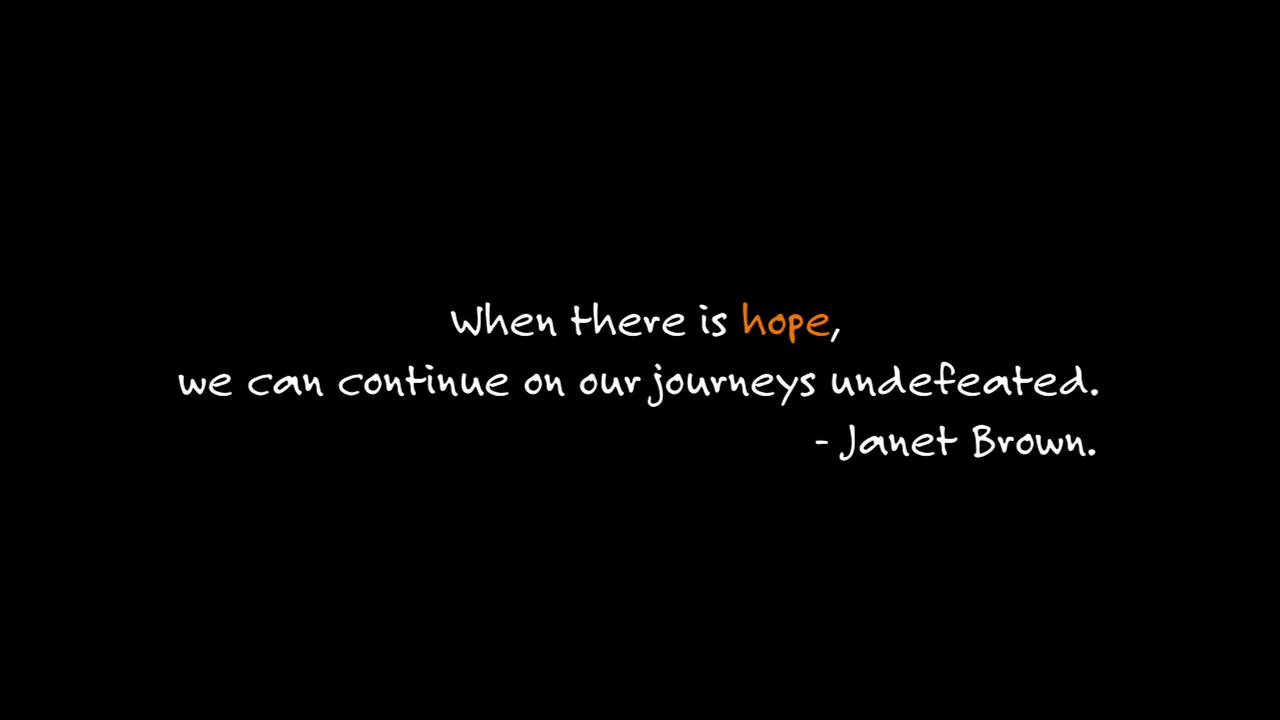 When there is hope,
we can continue on our journeys undefeated.
- Janet Brown.